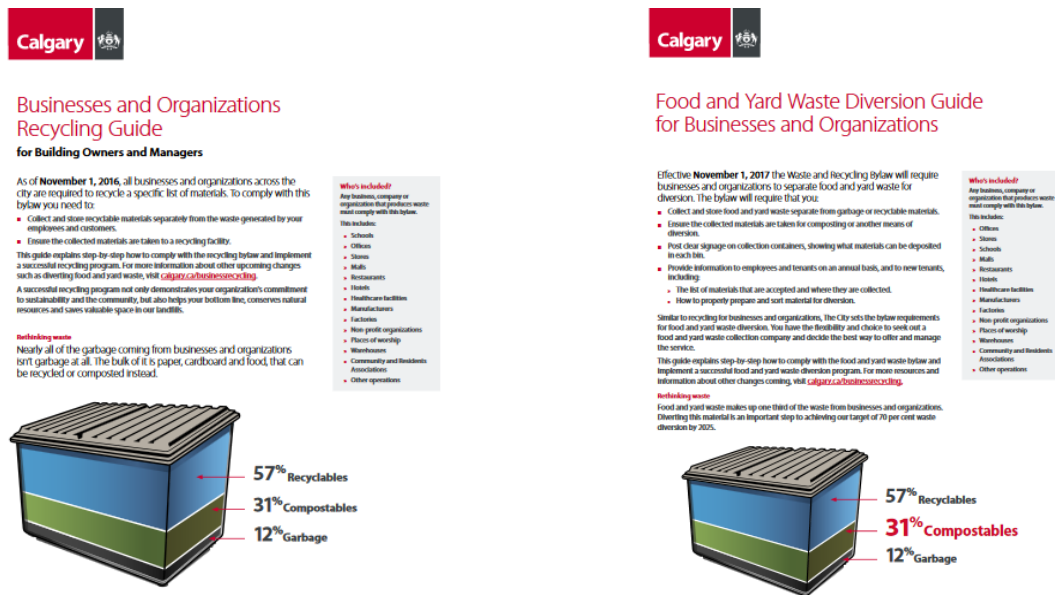 Calgary
Businesses and Organizations
Recycling Guide
for Building Owners and Managers
As of November 1, 2016, all businesses and organizations across the
city are required to recycle a specific list of materials. To comply with this
bylaw you need to:
Collect and store recyclable materials separately from the waste generated by your
employees and customers.
Ensure the collected materials are taken to a recycling facility.
This guide explains step-by-step how to comply with the recycling bylaw and implement
a successful recycling program. For more information about other upcoming changes
such as diverting food and yard waste, visit calgary.ca/businessrecycling.
A successful recycling program not only demonstrates your organization's commitment
to sustainability and the community, but also helps your bottom line, conserves natural
resources and saves valuable space in our landfills.
Rethinking waste
Nearly all of the garbage coming from businesses and organizations
isn't garbage at all. The bulk of it is paper, cardboard and food, that can
be recycled or composted instead.
Who's included?
Any business, company or
organization that produces waste
must comply with this bylaw.
This includes:
Schools
Offices
Stores
Malls
Restaurants
Hotels
Healthcare facilities
Manufacturers
Factories
Non-profit organizations
Places of worship
Warehouses
Community and Residents
Associations
Other operations
57% Recyclables
31% Compostables
12% Garbage
Calgary
Food and Yard Waste Diversion Guide
for Businesses and Organizations
Effective November 1, 2017 the Waste and Recycling Bylaw will require
businesses and organizations to separate food and yard waste for
diversion. The bylaw will require that you:
Collect and store food and yard waste separate from garbage or recyclable materials.
Ensure the collected materials are taken for composting or another means of
diversion.
Post clear signage on collection containers, showing what materials can be deposited
in each bin.
Provide information to employees and tenants on an annual basis, and to new tenants,
including:
The list of materials that are accepted and where they are collected.
How to properly prepare and sort material for diversion.
Similar to recycling for businesses and organizations, The City sets the bylaw requirements
for food and yard waste diversion. You have the flexibility and choice to seek out a
food and yard waste collection company and decide the best way to offer and manage
the service.
This guide explains step-by-step how to comply with the food and yard waste bylaw and
implement a successful food and yard waste diversion program. For more resources and
information about other changes coming, visit calgary.ca/businessrecycling.
Rethinking waste
Food and yard waste makes up one third of the waste from businesses and organizations.
Diverting this material is an important step to achieving our target of 70 per cent waste
diversion by 2025.
Who's included?
Any business, company or
organization that produces waste
must comply with this bylaw.
This includes:
Offices
Stores
Schools
Malls
Restaurants
Hotels
Healthcare facilities
Manufacturers
Factories
Non-profit organizations
Places of worship
Warehouses
Community and Residents
Associations
Other operations
57% Recyclables
31% Compostables
12% Garbage